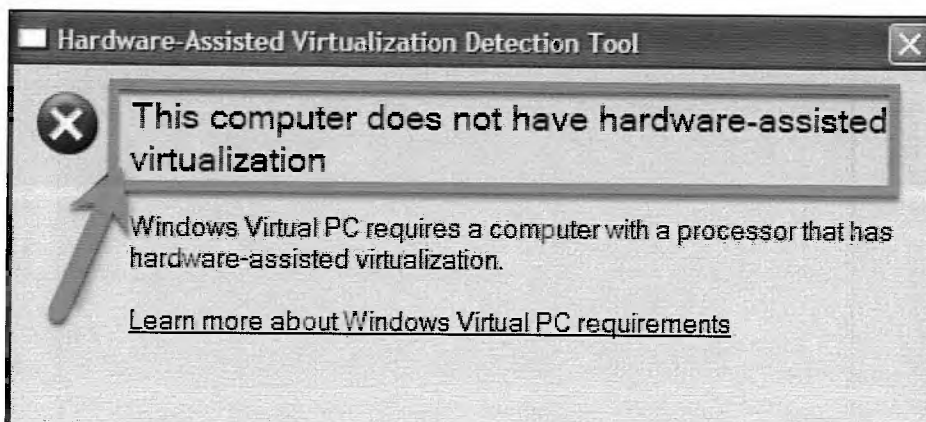 Hardware-Assisted Virtualization Detection Tool
This computer does not have hardware-assisted
virtualization
Windows Virtual PC requires a computer with a processor that has
hardware-assisted virtualization.
Learn more about Windows Virtual PC requirements